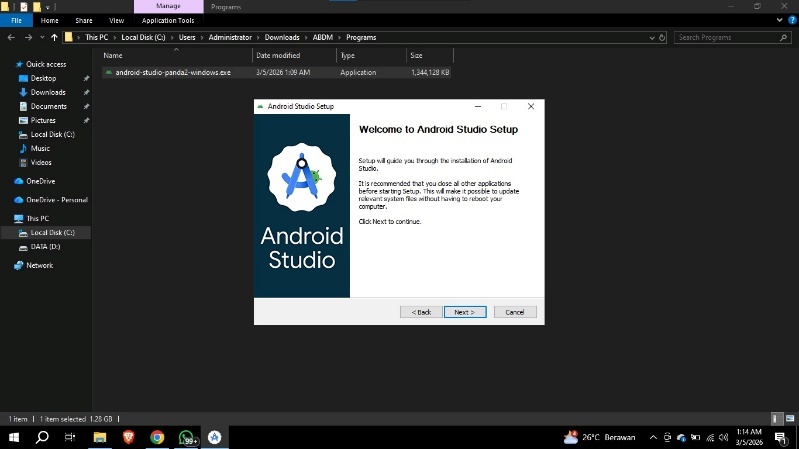 Manage
Programs
File
Home
Share
View
Application Tools
This PC
Local Disk (C:)
Users
Administrator
Downloads
ABDM
Programs
Search Programs
Name
Date modified
Type
Size
android-studio-panda2-windows.exe
3/5/2026 1:09 AM
Application
1,344,128 KB
Quick access
Desktop
Downloads
Documents
Pictures
Local Disk (C:)
Music
Videos
OneDrive
OneDrive - Personal
This PC
Local Disk (C:)
DATA (D:)
Network
Android Studio Setup
Android
Studio
Welcome to Android Studio Setup
Setup will guide you through the installation of Android
Studio.
It is recommended that you close all other applications
before starting Setup. This will make it possible to update
relevant system files without having to reboot your
computer.
Click Next to continue.
< Back
Next >
Cancel
1 item
1 item selected 1.28 GB
99+
26°C Berawan
1:14 AM
3/5/2026
1